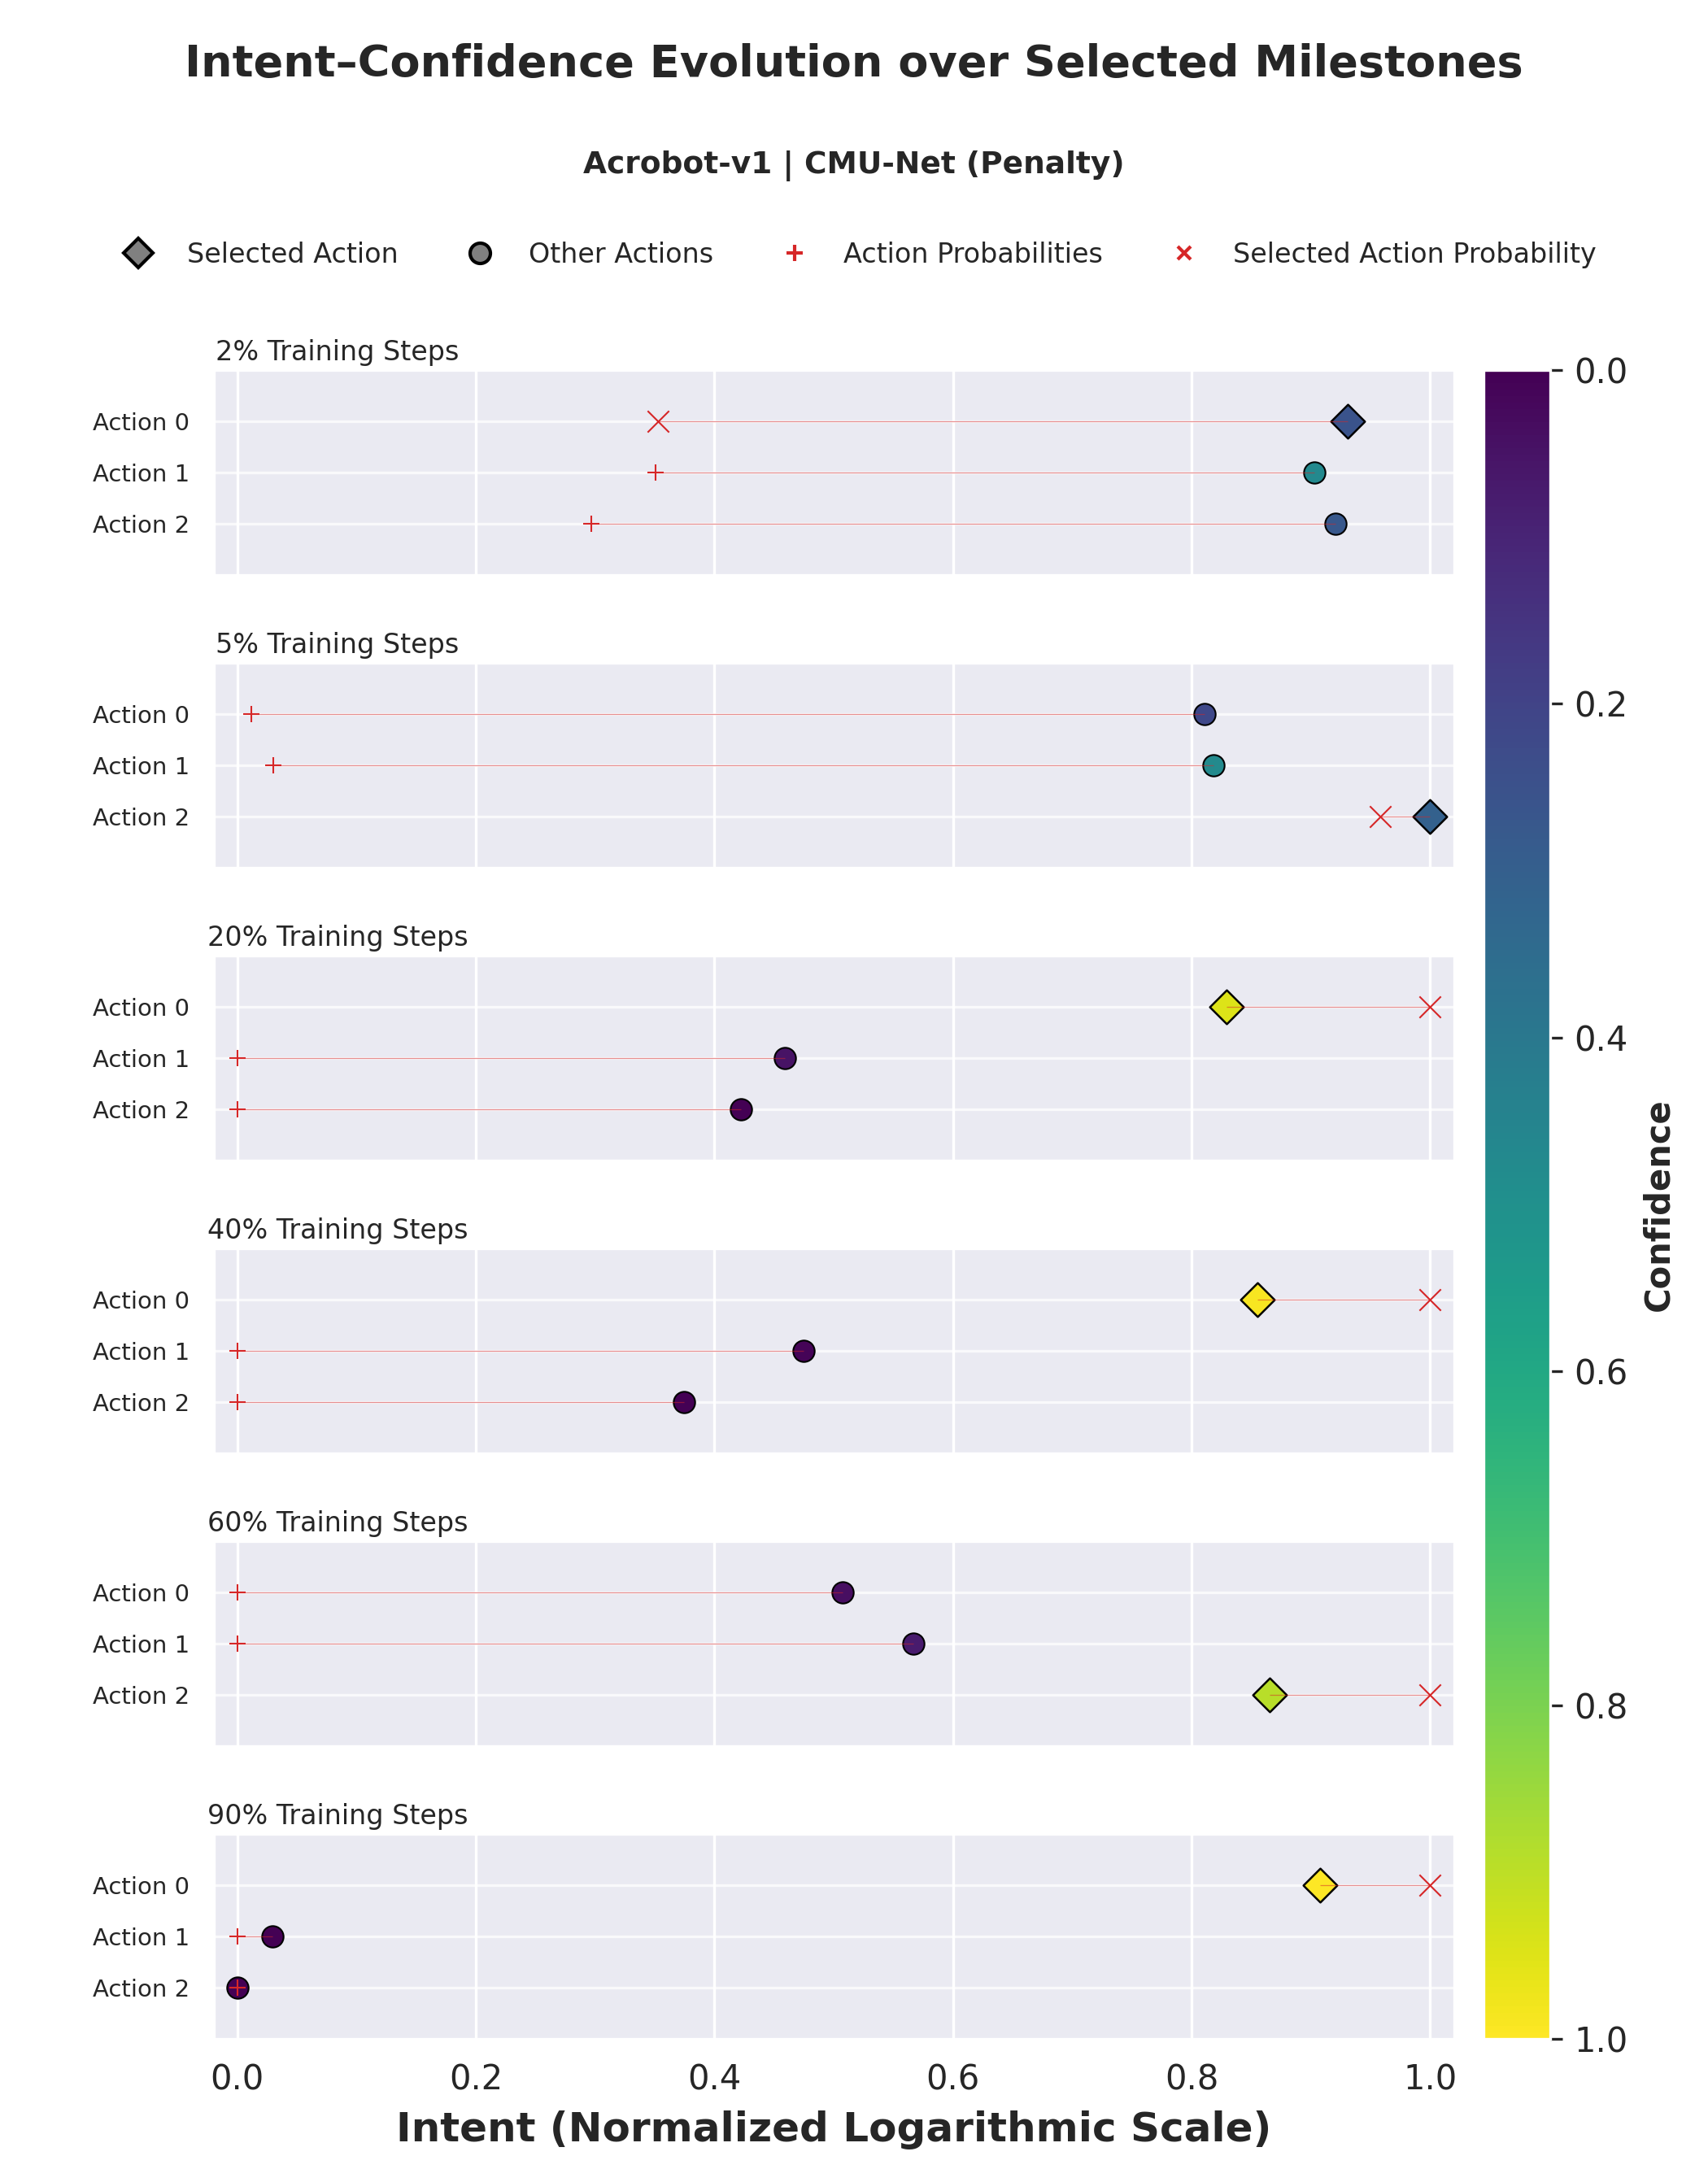 Intent–Confidence Evolution over Selected Milestones
Acrobot-v1 | CMU-Net (Penalty)
Selected Action Other Actions Action Probabilities Selected Action Probability
2% Training Steps
Action 0
Action 1
Action 2
5% Training Steps
Action 0
Action 1
Action 2
20% Training Steps
Action 0
Action 1
Action 2
40% Training Steps
Action 0
Action 1
Action 2
60% Training Steps
Action 0
Action 1
Action 2
90% Training Steps
Action 0
Action 1
Action 2
0.0 0.2 0.4 0.6 0.8 1.0
Intent (Normalized Logarithmic Scale)
0.0
0.2
0.4
0.6
0.8
1.0
Confidence